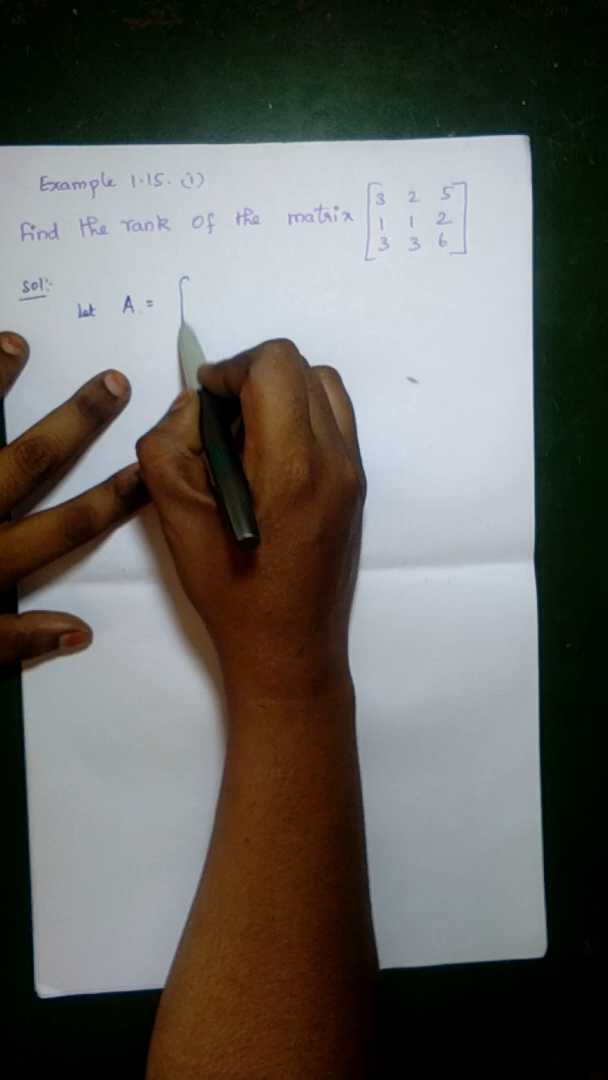 Example 1.15. (1)
Find the rank of the matrix [3 2 5
1 1 2
3 3 6]
Sol:
Let A = [